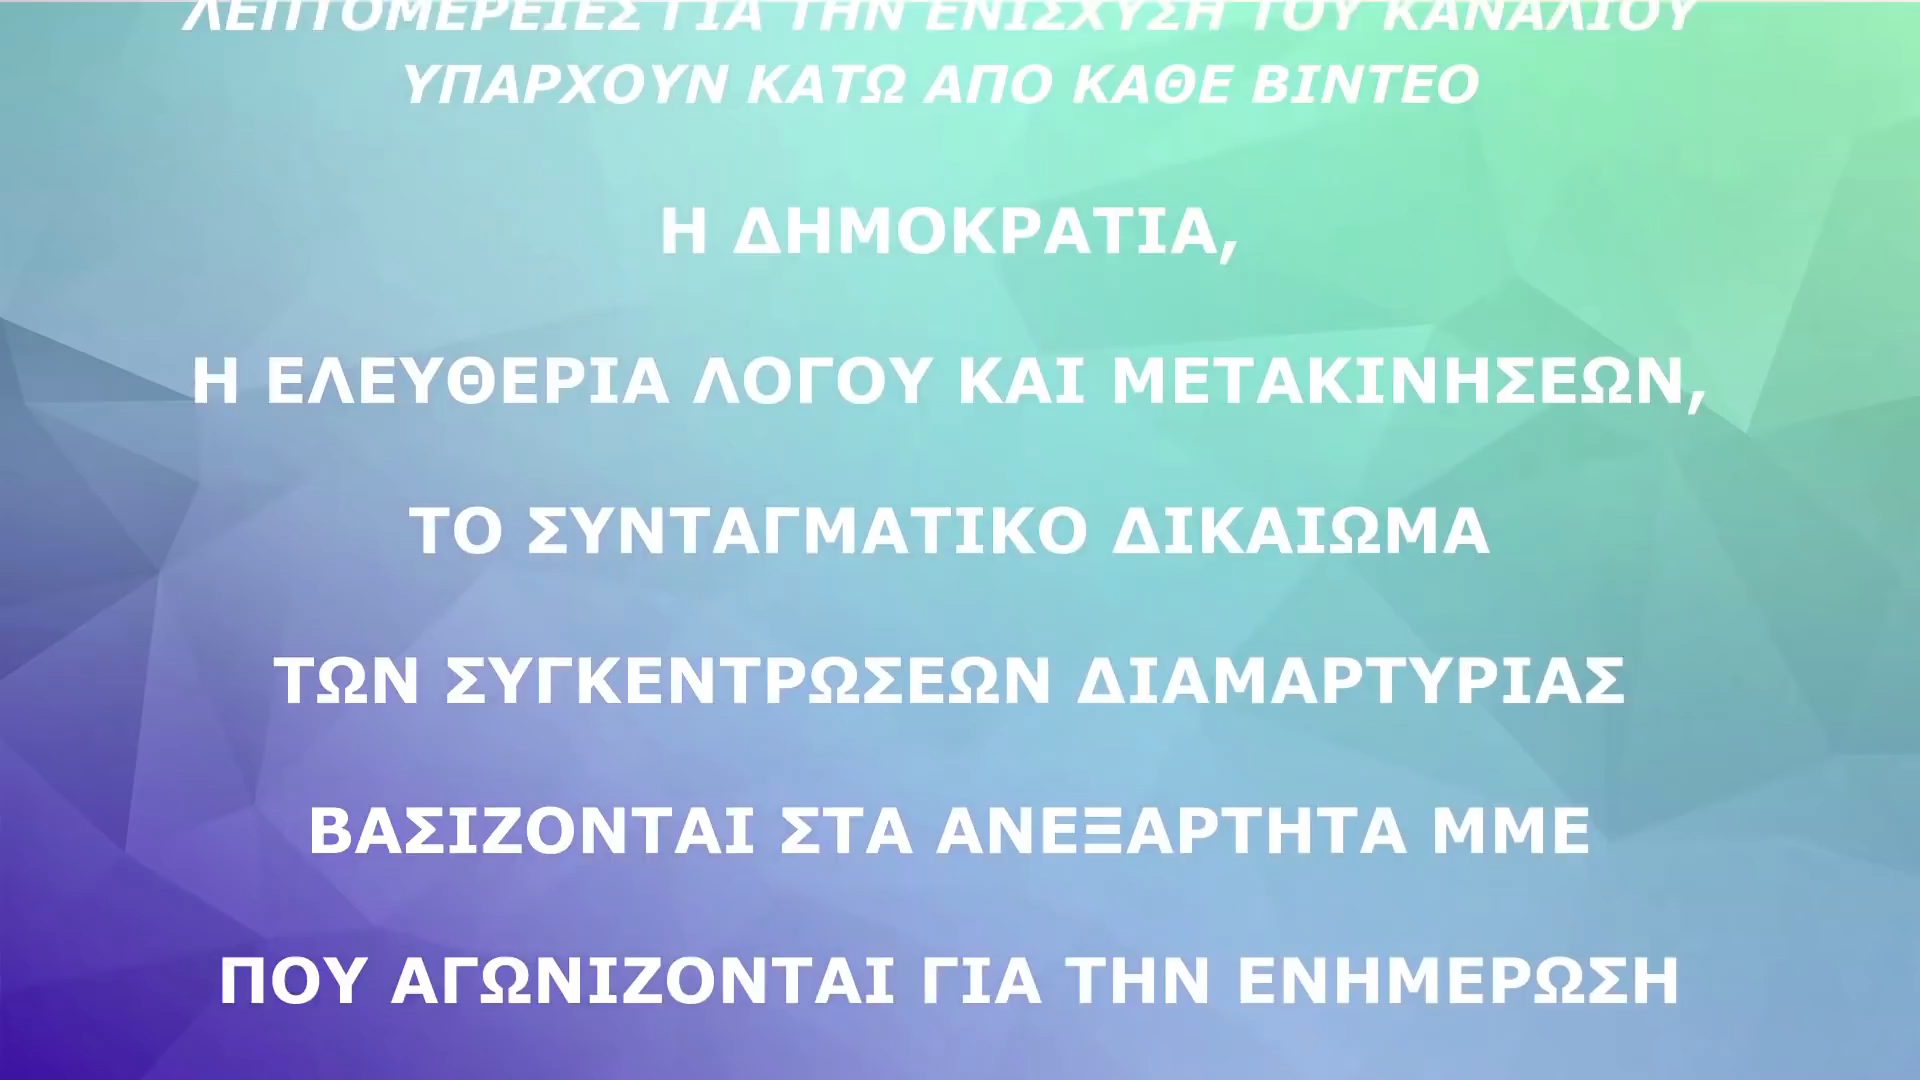 ΛΕΠΤΟΜΕΡΕΙΕΣ ΓΙΑ ΤΗΝ ΕΝΙΣΧΥΣΗ ΤΟΥ ΚΑΝΑΛΙΟΥ
ΥΠΑΡΧΟΥΝ ΚΑΤΩ ΑΠΟ ΚΑΘΕ ΒΙΝΤΕΟ
Η ΔΗΜΟΚΡΑΤΙΑ,
Η ΕΛΕΥΘΕΡΙΑ ΛΟΓΟΥ ΚΑΙ ΜΕΤΑΚΙΝΗΣΕΩΝ,
ΤΟ ΣΥΝΤΑΓΜΑΤΙΚΟ ΔΙΚΑΙΩΜΑ
ΤΩΝ ΣΥΓΚΕΝΤΡΩΣΕΩΝ ΔΙΑΜΑΡΤΥΡΙΑΣ
ΒΑΣΙΖΟΝΤΑΙ ΣΤΑ ΑΝΕΞΑΡΤΗΤΑ ΜΜΕ
ΠΟΥ ΑΓΩΝΙΖΟΝΤΑΙ ΓΙΑ ΤΗΝ ΕΝΗΜΕΡΩΣΗ